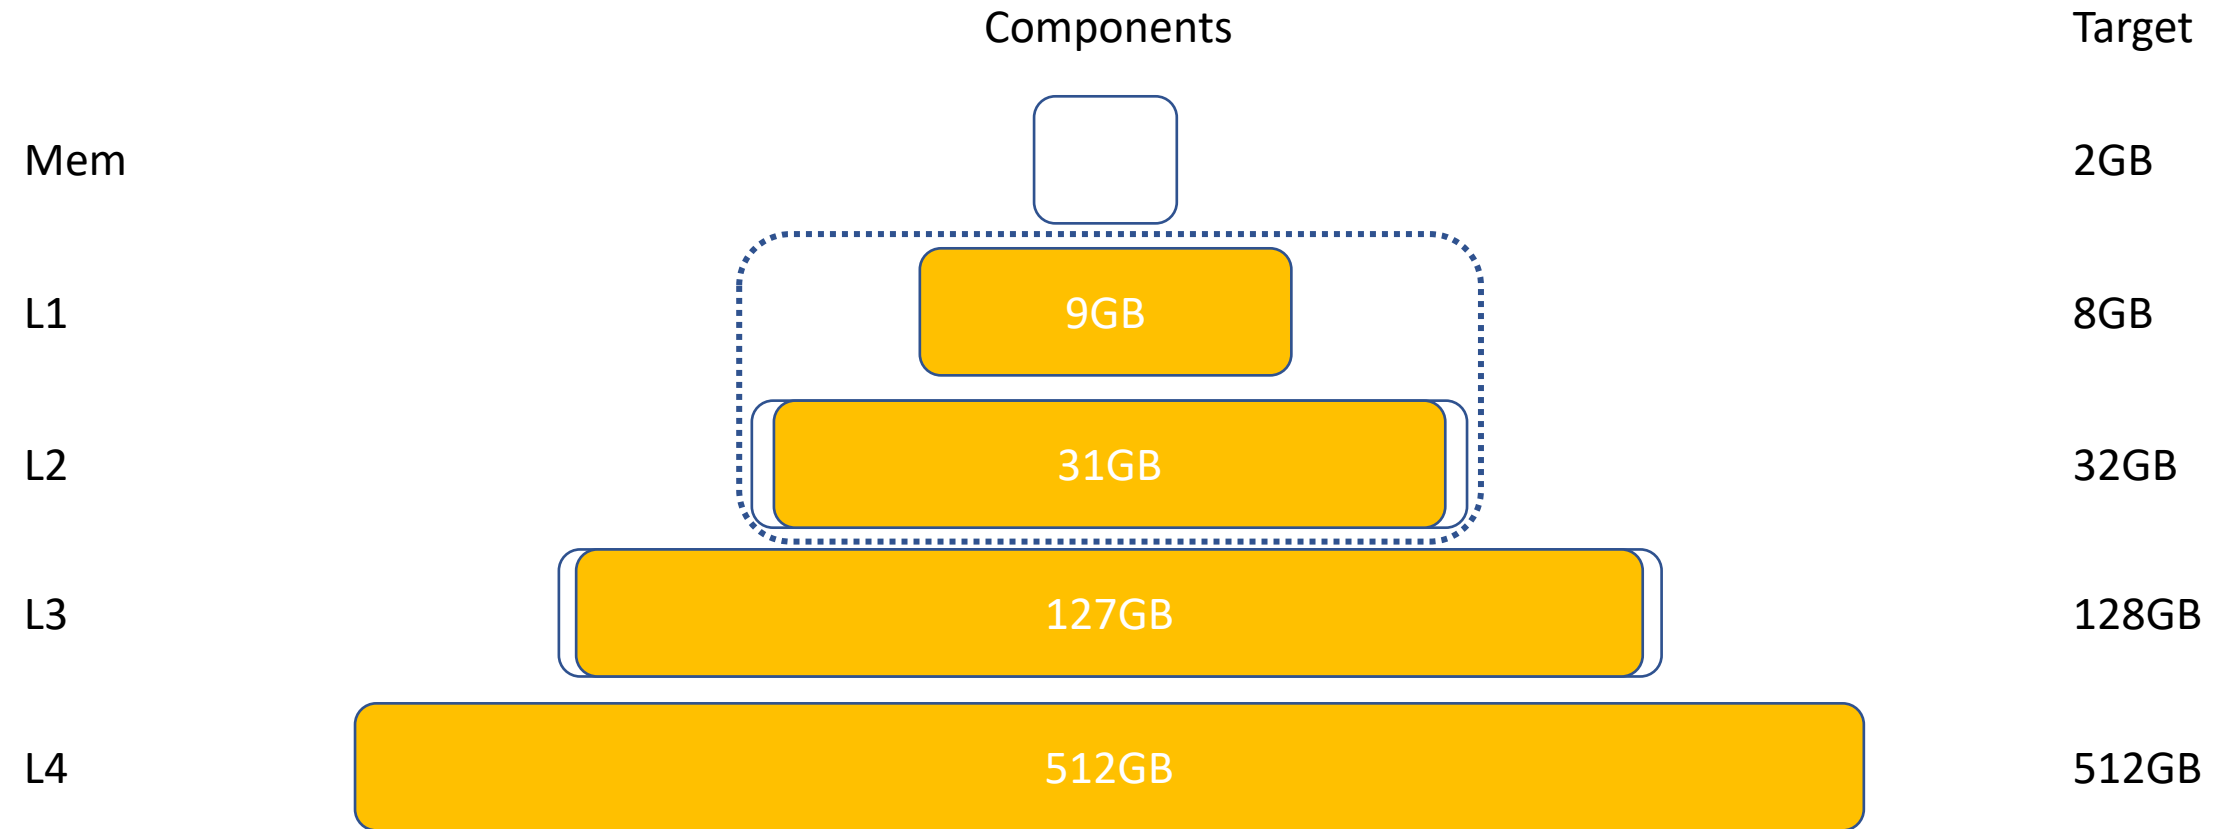 Components Target
Mem 2GB
L1 9GB 8GB
L2 31GB 32GB
L3 127GB 128GB
L4 512GB 512GB